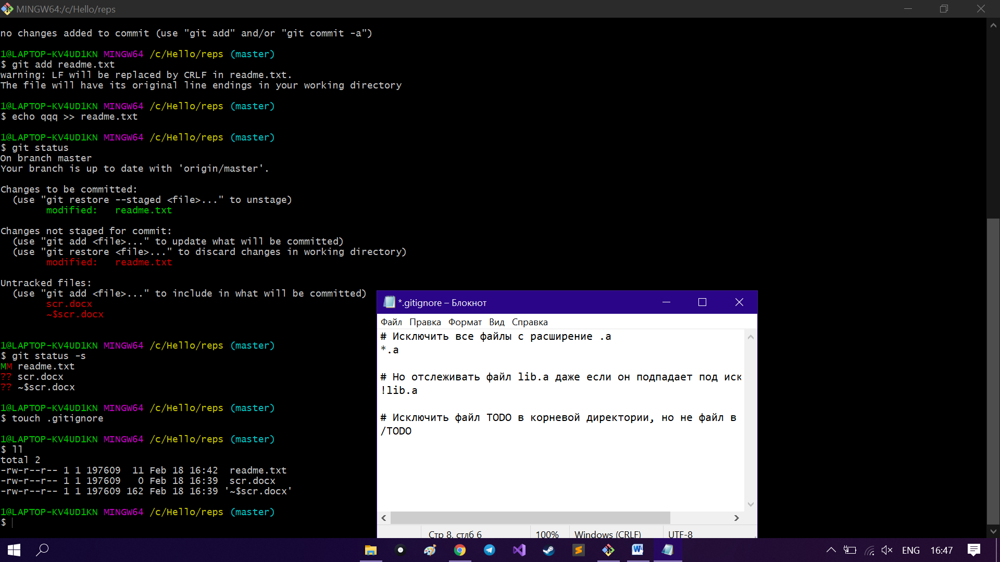 MINGW64:/c/Hello/reps
no changes added to commit (use "git add" and/or "git commit -a")
1@LAPTOP-KV4UD1KN MINGW64 /c/Hello/reps (master)
$ git add readme.txt
warning: LF will be replaced by CRLF in readme.txt.
The file will have its original line endings in your working directory
1@LAPTOP-KV4UD1KN MINGW64 /c/Hello/reps (master)
$ echo qqq >> readme.txt
1@LAPTOP-KV4UD1KN MINGW64 /c/Hello/reps (master)
$ git status
On branch master
Your branch is up to date with 'origin/master'.
Changes to be committed:
  (use "git restore --staged <file>..." to unstage)
        modified:   readme.txt
Changes not staged for commit:
  (use "git add <file>..." to update what will be committed)
  (use "git restore <file>..." to discard changes in working directory)
        modified:   readme.txt
Untracked files:
  (use "git add <file>..." to include in what will be committed)
        scr.docx
        ~$scr.docx
1@LAPTOP-KV4UD1KN MINGW64 /c/Hello/reps (master)
$ git status -s
MM readme.txt
?? scr.docx
?? ~$scr.docx
1@LAPTOP-KV4UD1KN MINGW64 /c/Hello/reps (master)
$ touch .gitignore
1@LAPTOP-KV4UD1KN MINGW64 /c/Hello/reps (master)
$ ll
total 2
-rw-r--r-- 1 1 197609  11 Feb 18 16:42  readme.txt
-rw-r--r-- 1 1 197609   0 Feb 18 16:39  scr.docx
-rw-r--r-- 1 1 197609 162 Feb 18 16:39 '~$scr.docx'
1@LAPTOP-KV4UD1KN MINGW64 /c/Hello/reps (master)
$
*.gitignore – Блокнот
Файл Правка Формат Вид Справка
# Исключить все файлы с расширение .a
*.a
# Но отслеживать файл lib.a даже если он подпадает под иск
!lib.a
# Исключить файл TODO в корневой директории, но не файл в
/TODO
Стр 8, стлб 6 100% Windows (CRLF) UTF-8
ENG 16:47